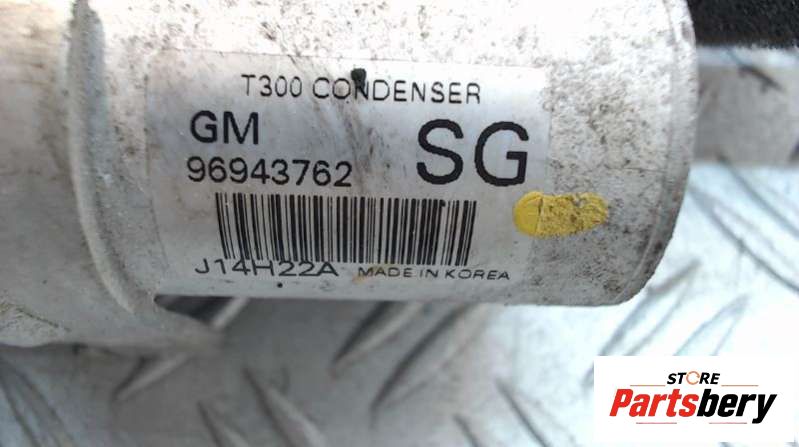 T300 CONDENSER
GM
SG
96943762
J14H22A
MADE IN KOREA
STORE
Partsbery